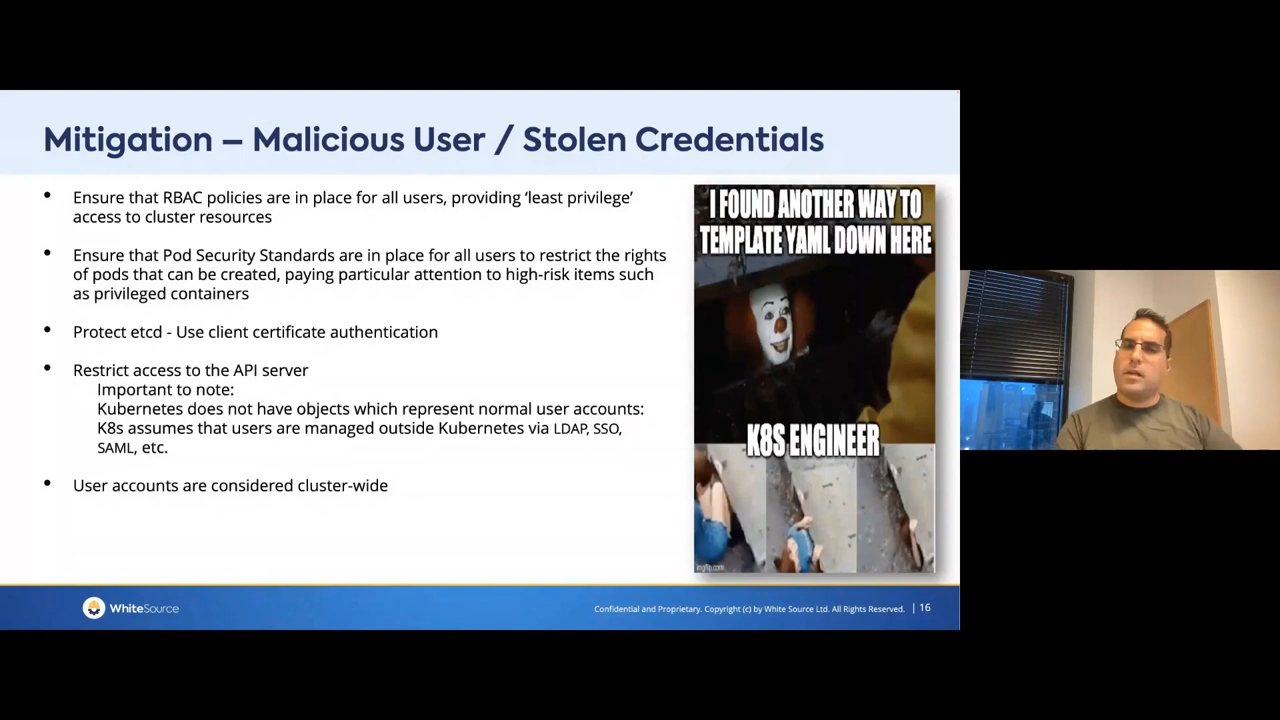 Mitigation – Malicious User / Stolen Credentials
• Ensure that RBAC policies are in place for all users, providing ‘least privilege’
access to cluster resources
• Ensure that Pod Security Standards are in place for all users to restrict the rights
of pods that can be created, paying particular attention to high-risk items such
as privileged containers
• Protect etcd - Use client certificate authentication
• Restrict access to the API server
Important to note:
Kubernetes does not have objects which represent normal user accounts:
K8s assumes that users are managed outside Kubernetes via LDAP, SSO,
SAML, etc.
• User accounts are considered cluster-wide
I FOUND ANOTHER WAY TO
TEMPLATE YAML DOWN HERE
K8S ENGINEER
imgflip.com
WhiteSource
Confidential and Proprietary. Copyright (c) by White Source Ltd. All Rights Reserved. | 16